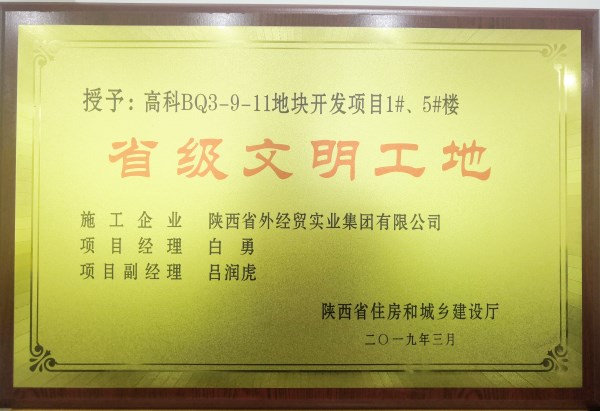 授予：高科BQ3-9-11地块开发项目1#、5#楼
省级文明工地
施工企业 陕西省外经贸实业集团有限公司
项目经理 白勇
项目副经理 吕润虎
陕西省住房和城乡建设厅
二〇一九年三月